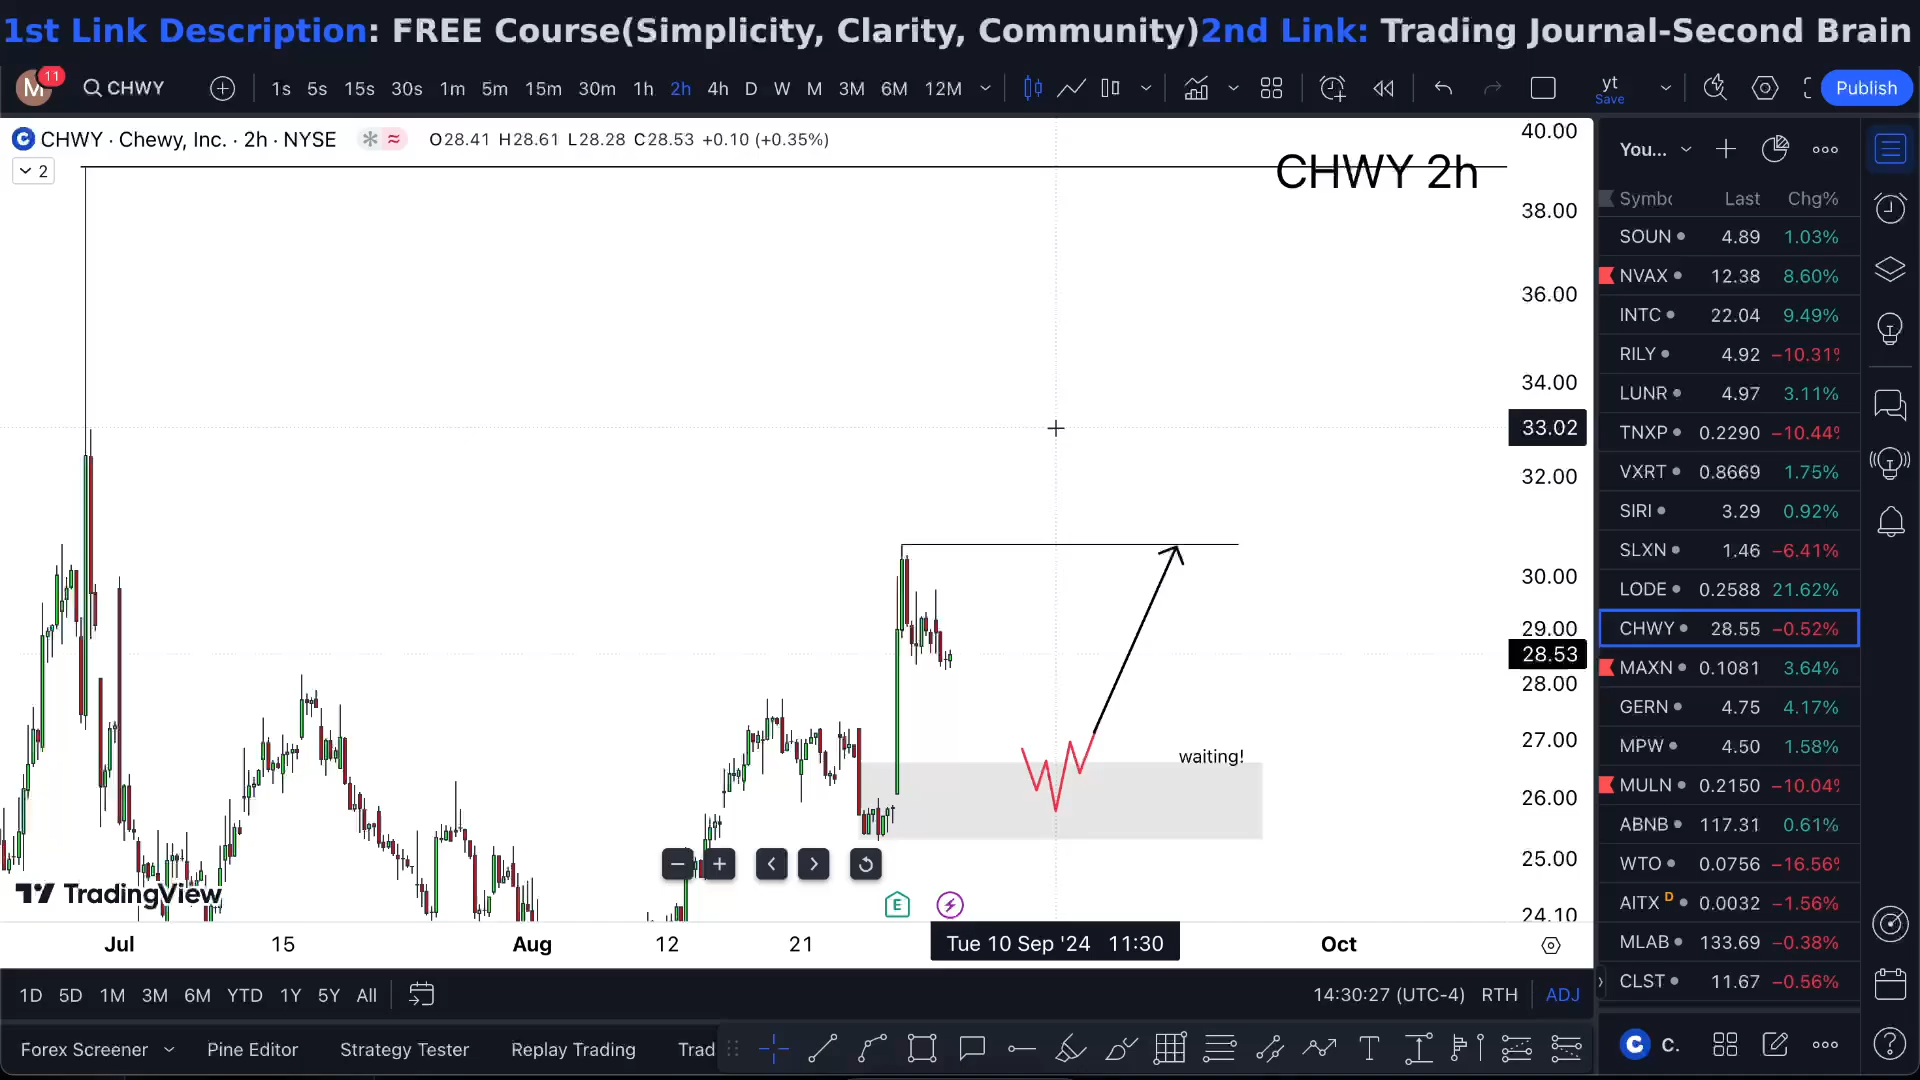 1st Link Description: FREE Course(Simplicity, Clarity, Community)2nd Link: Trading Journal-Second Brain
M 11 CHWY 1s 5s 15s 30s 1m 5m 15m 30m 1h 2h 4h D W M 3M 6M 12M yt Save Publish
CHWY · Chewy, Inc. · 2h · NYSE O28.41 H28.61 L28.28 C28.53 +0.10 (+0.35%)
2
CHWY 2h
40.00
38.00
36.00
34.00
33.02
32.00
30.00
29.00
28.53
28.00
27.00
26.00
25.00
24.10
waiting!
TradingView
E
Jul 15 Aug 12 21 Tue 10 Sep '24 11:30 Oct
You...
Symbo Last Chg%
SOUN 4.89 1.03%
NVAX 12.38 8.60%
INTC 22.04 9.49%
RILY 4.92 −10.31%
LUNR 4.97 3.11%
TNXP 0.2290 −10.44%
VXRT 0.8669 1.75%
SIRI 3.29 0.92%
SLXN 1.46 −6.41%
LODE 0.2588 21.62%
CHWY 28.55 −0.52%
MAXN 0.1081 3.64%
GERN 4.75 4.17%
MPW 4.50 1.58%
MULN 0.2150 −10.04%
ABNB 117.31 0.61%
WTO 0.0756 −16.56%
AITX D 0.0032 −1.56%
MLAB 133.69 −0.38%
CLST 11.67 −0.56%
C C.
1D 5D 1M 3M 6M YTD 1Y 5Y All 14:30:27 (UTC-4) RTH ADJ
Forex Screener Pine Editor Strategy Tester Replay Trading Trad